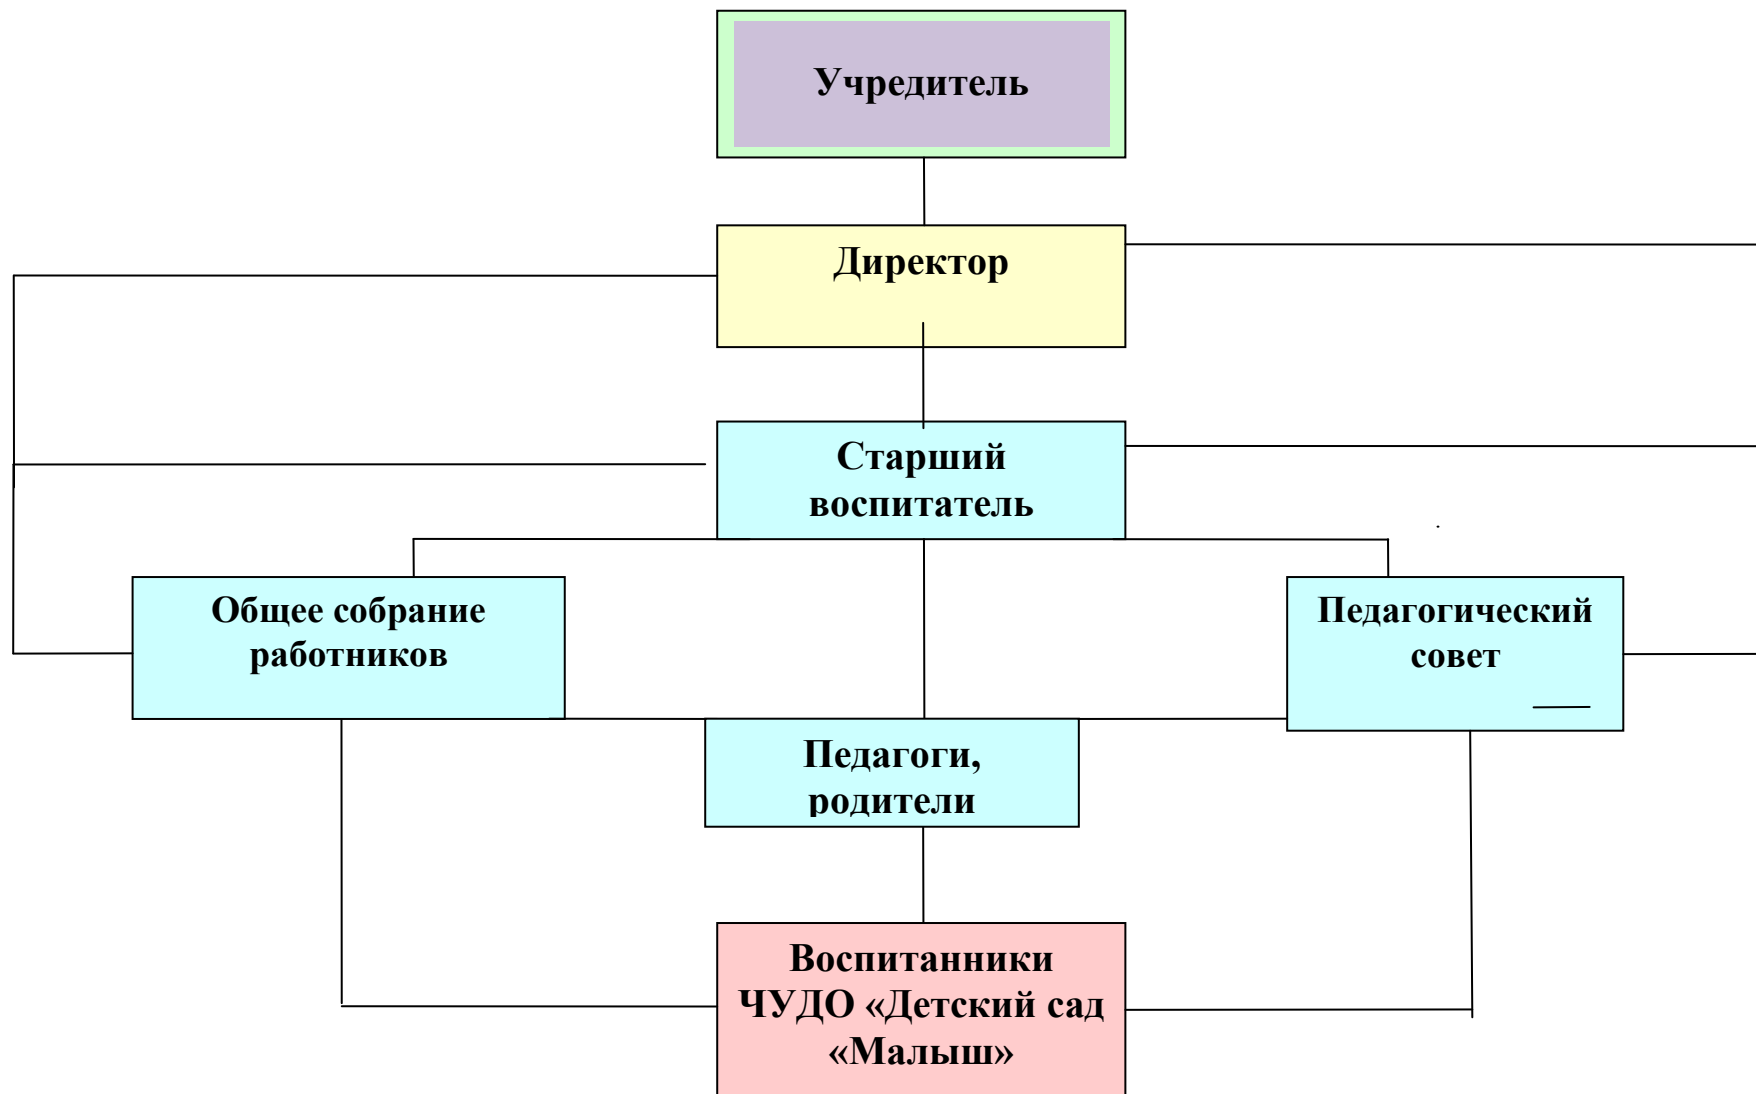 Учредитель
Директор
Старший
воспитатель
Общее собрание
работников
Педагогический
совет
Педагоги,
родители
Воспитанники
ЧУДО «Детский сад
«Малыш»